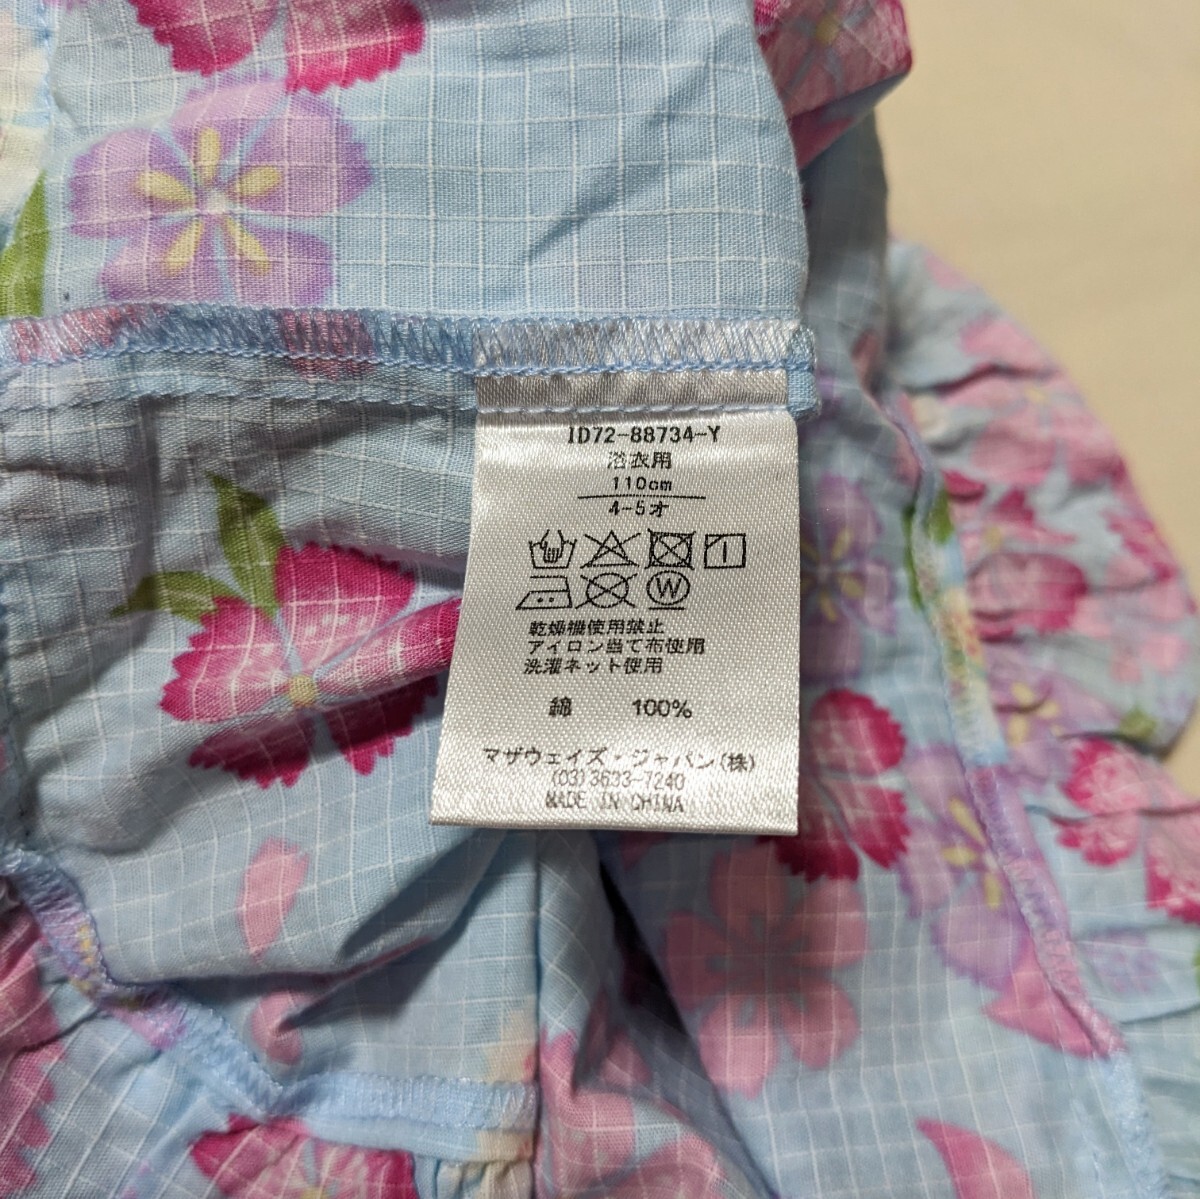 ID72-88734-Y
浴衣用
110cm
4-5才
W
乾燥機使用禁止
アイロン当て布使用
洗濯ネット使用
綿 100%
マザウェイズ・ジャパン(株)
(03)3633-7240
MADE IN CHINA